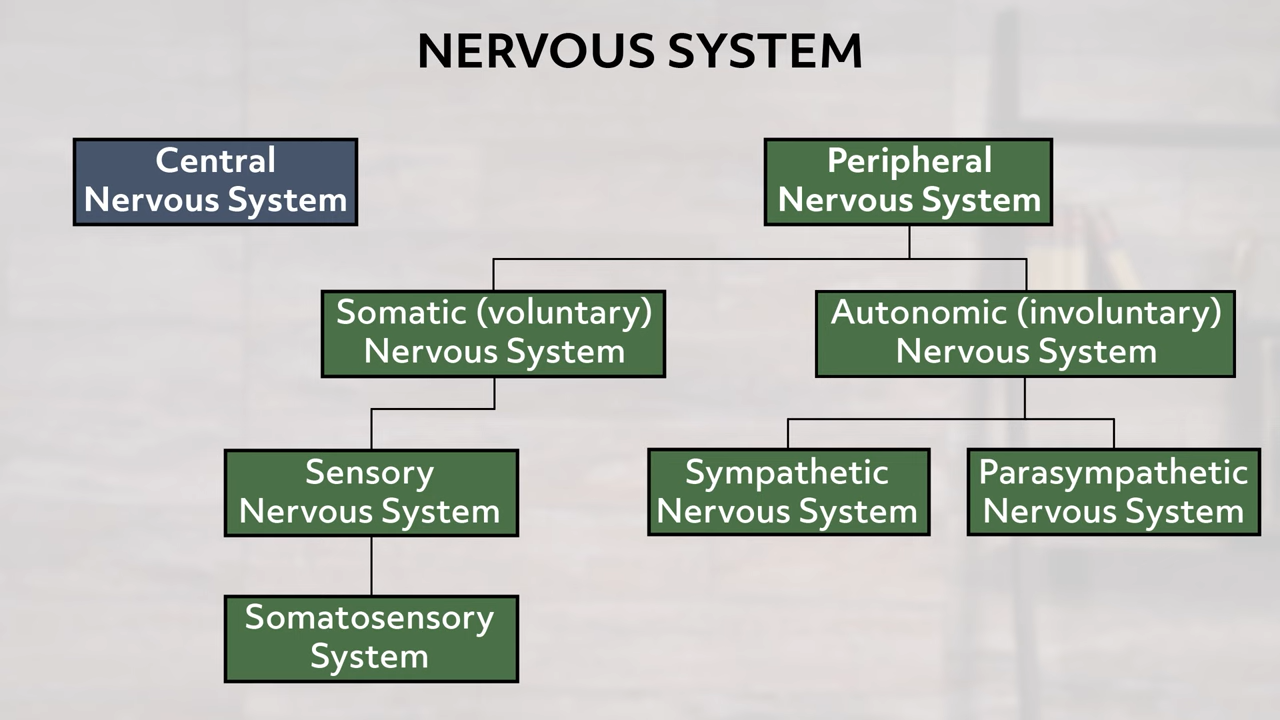 NERVOUS SYSTEM
Central
Nervous System
Peripheral
Nervous System
Somatic (voluntary)
Nervous System
Autonomic (involuntary)
Nervous System
Sensory
Nervous System
Sympathetic
Nervous System
Parasympathetic
Nervous System
Somatosensory
System